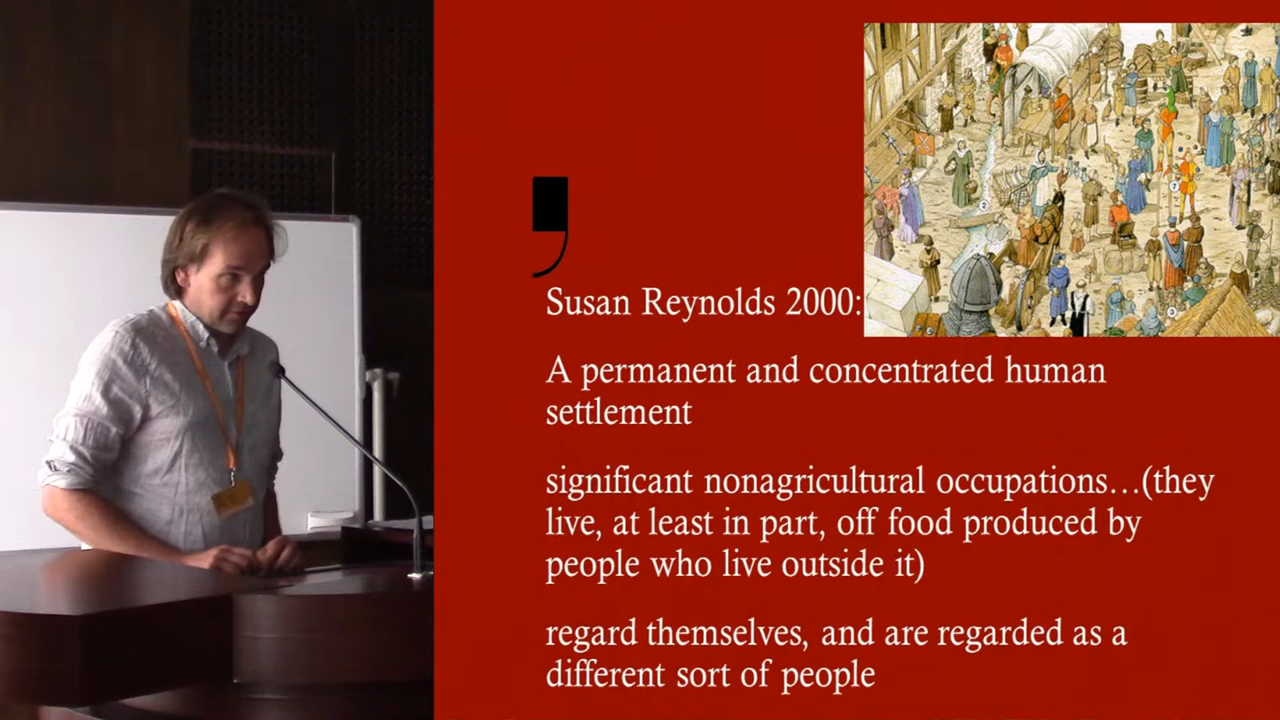 Susan Reynolds 2000:
A permanent and concentrated human
settlement
significant nonagricultural occupations…(they
live, at least in part, off food produced by
people who live outside it)
regard themselves, and are regarded as a
different sort of people